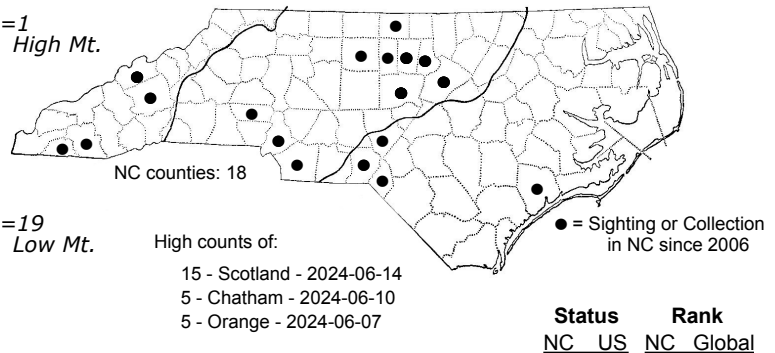 =1
High Mt.
NC counties: 18
=19
Low Mt.
High counts of:
15 - Scotland - 2024-06-14
5 - Chatham - 2024-06-10
5 - Orange - 2024-06-07
● = Sighting or Collection
in NC since 2006
Status Rank
NC US NC Global